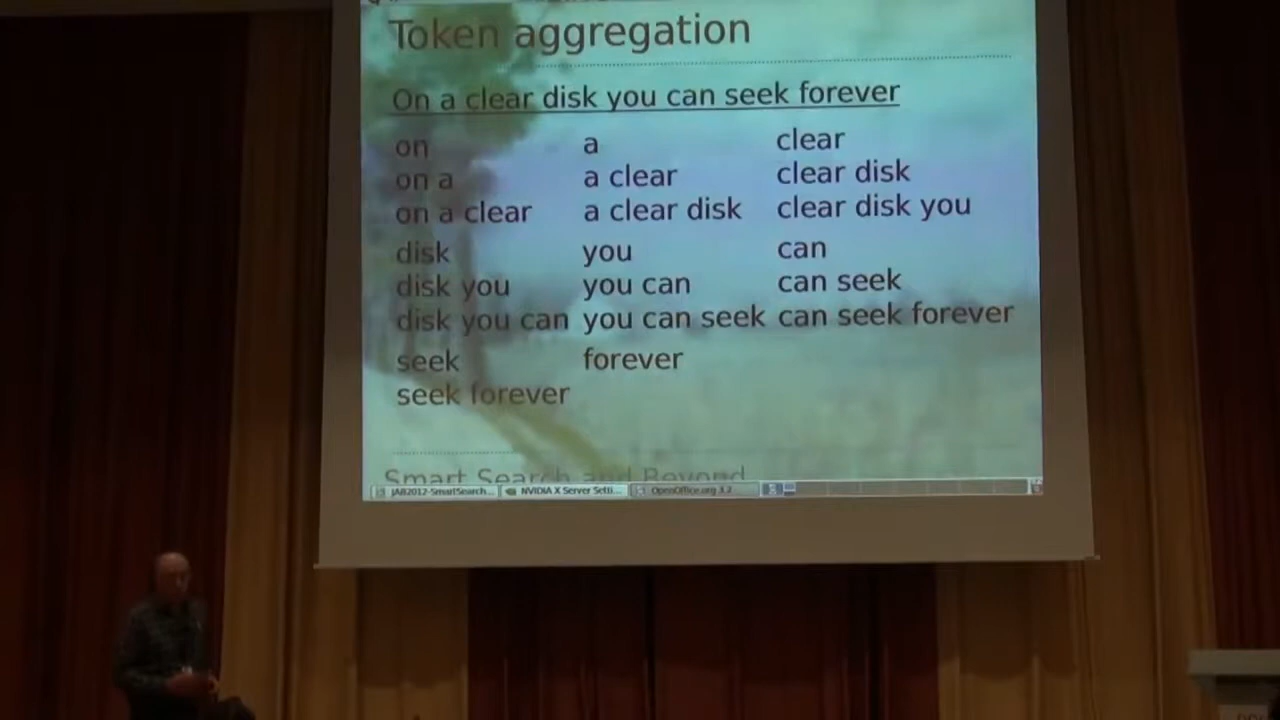 Token aggregation
On a clear disk you can seek forever
on a clear
on a a clear clear disk
on a clear a clear disk clear disk you
disk you can
disk you you can can seek
disk you can you can seek can seek forever
seek forever
seek forever
Smart Search and Beyond
JAB2012-SmartSearch... NVIDIA X Server Setti... OpenOffice.org 3.2